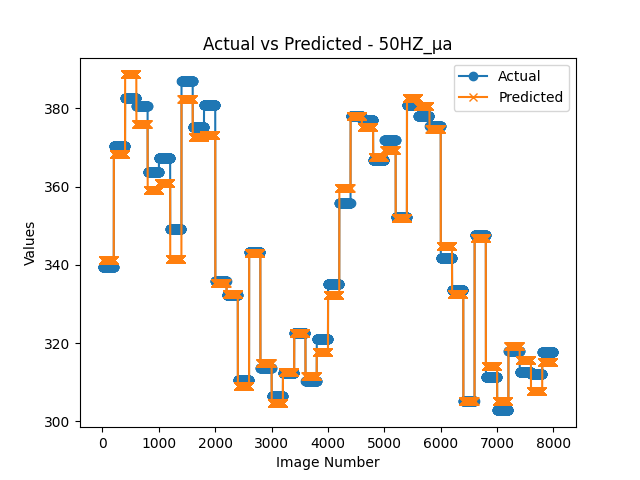 Actual vs Predicted - 50HZ_µa
Actual
Predicted
Values
380
360
340
320
300
0 1000 2000 3000 4000 5000 6000 7000 8000
Image Number